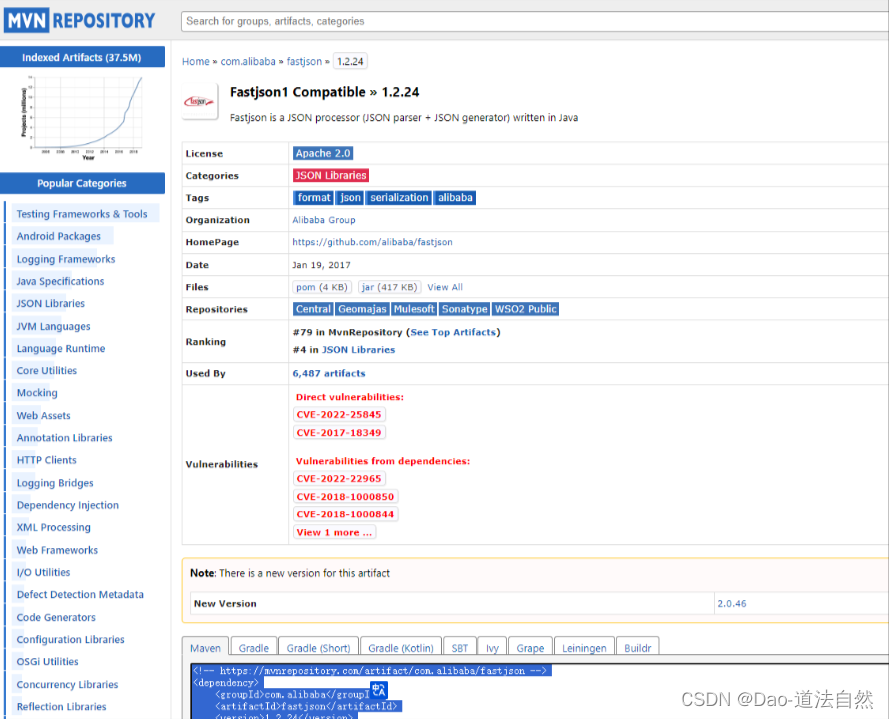 MVN REPOSITORY
Search for groups, artifacts, categories
Indexed Artifacts (37.5M)
Projects (millions)
Year
Popular Categories
Testing Frameworks & Tools
Android Packages
Logging Frameworks
Java Specifications
JSON Libraries
JVM Languages
Language Runtime
Core Utilities
Mocking
Web Assets
Annotation Libraries
HTTP Clients
Logging Bridges
Dependency Injection
XML Processing
Web Frameworks
I/O Utilities
Defect Detection Metadata
Code Generators
Configuration Libraries
OSGi Utilities
Concurrency Libraries
Reflection Libraries
Home » com.alibaba » fastjson » 1.2.24
Fastjson1 Compatible » 1.2.24
Fastjson is a JSON processor (JSON parser + JSON generator) written in Java
License Apache 2.0
Categories JSON Libraries
Tags format json serialization alibaba
Organization Alibaba Group
HomePage https://github.com/alibaba/fastjson
Date Jan 19, 2017
Files pom (4 KB) jar (417 KB) View All
Repositories Central Geomajas Mulesoft Sonatype WSO2 Public
Ranking
#79 in MvnRepository (See Top Artifacts)
#4 in JSON Libraries
Used By 6,487 artifacts
Vulnerabilities
Direct vulnerabilities:
CVE-2022-25845
CVE-2017-18349
Vulnerabilities from dependencies:
CVE-2022-22965
CVE-2018-1000850
CVE-2018-1000844
View 1 more ...
Note: There is a new version for this artifact
New Version 2.0.46
Maven Gradle Gradle (Short) Gradle (Kotlin) SBT Ivy Grape Leiningen Buildr
<!-- https://mvnrepository.com/artifact/com.alibaba/fastjson -->
<dependency>
<groupId>com.alibaba</groupI
<artifactId>fastjson</artifactId>
<version>1.2.24</version>
CSDN @Dao-道法自然